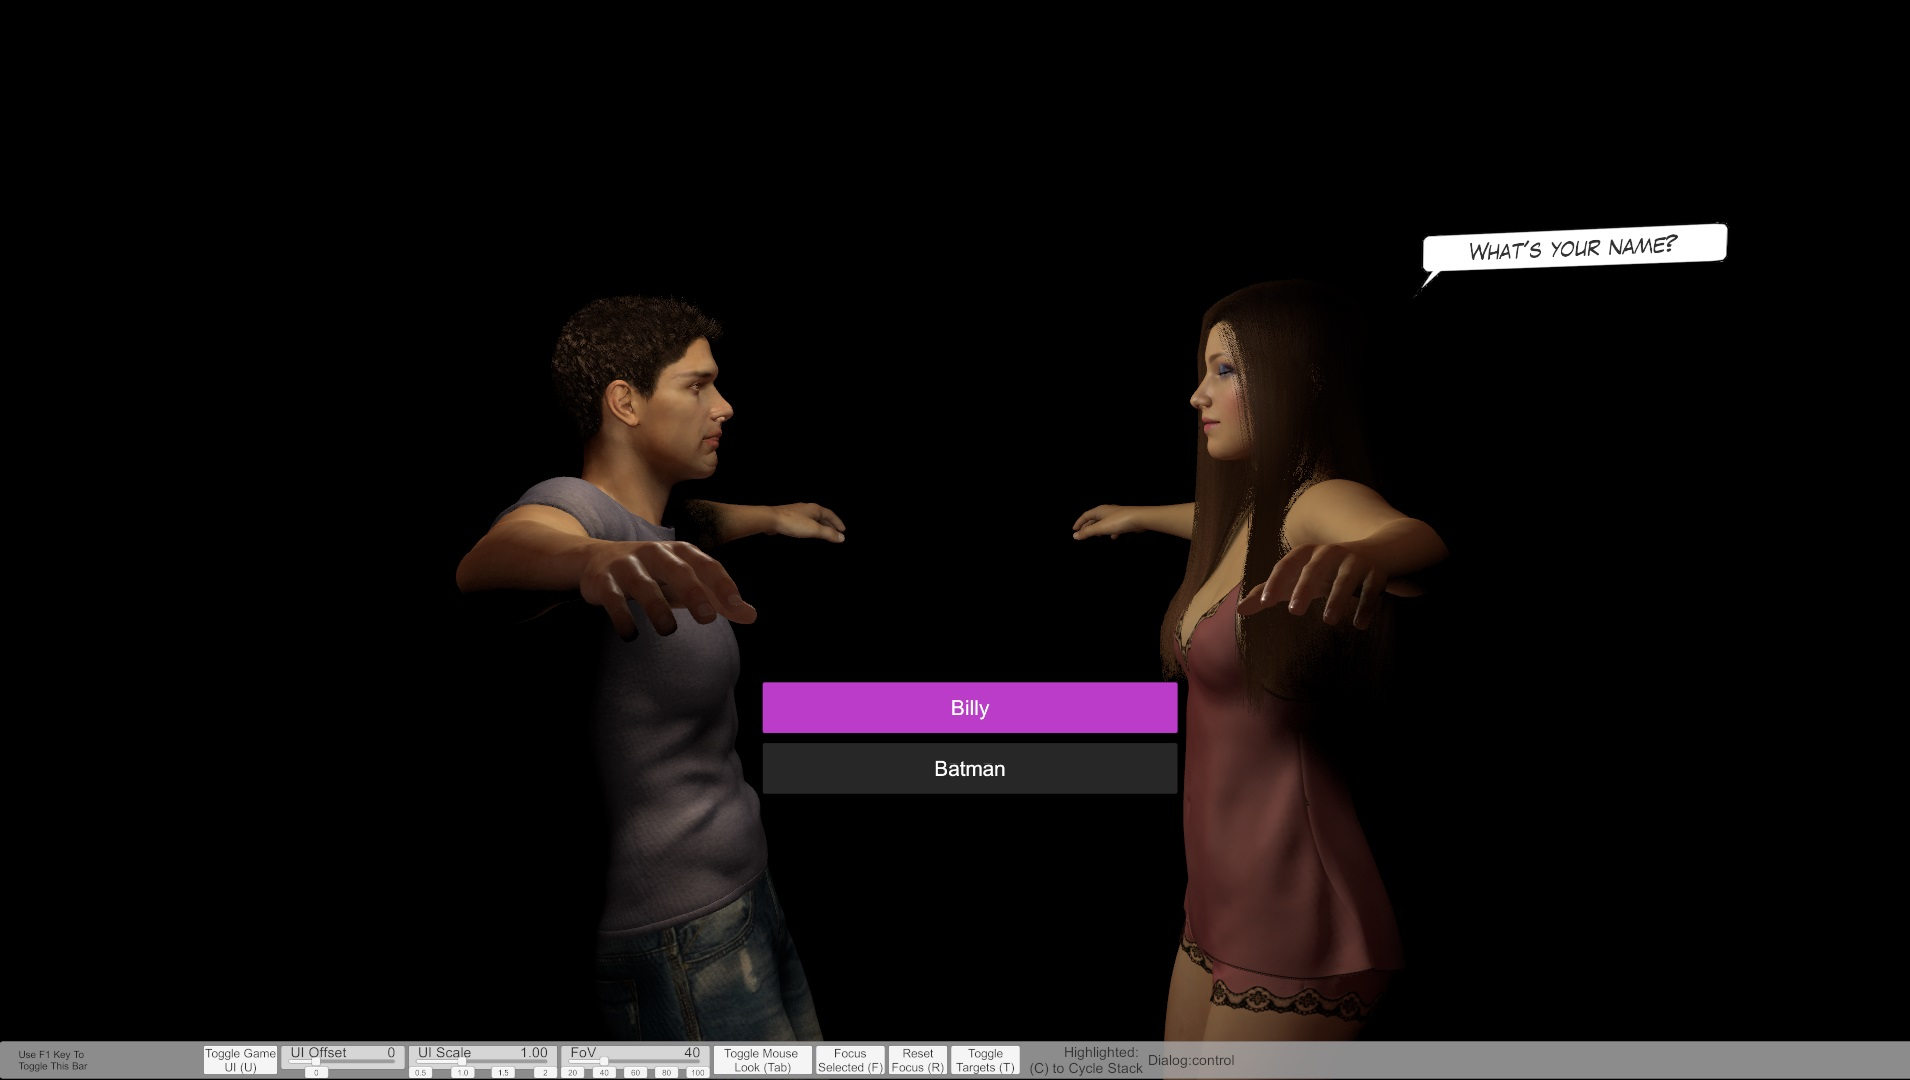 WHAT'S YOUR NAME?
Billy
Batman
Use F1 Key To
Toggle This Bar
Toggle Game
UI (U)
UI Offset 0
0
UI Scale 1.00
0.5 1.0 1.5 2
FoV 40
20 40 60 80 100
Toggle Mouse
Look (Tab)
Focus
Selected (F)
Reset
Focus (R)
Toggle
Targets (T)
Highlighted:
(C) to Cycle Stack
Dialog:control